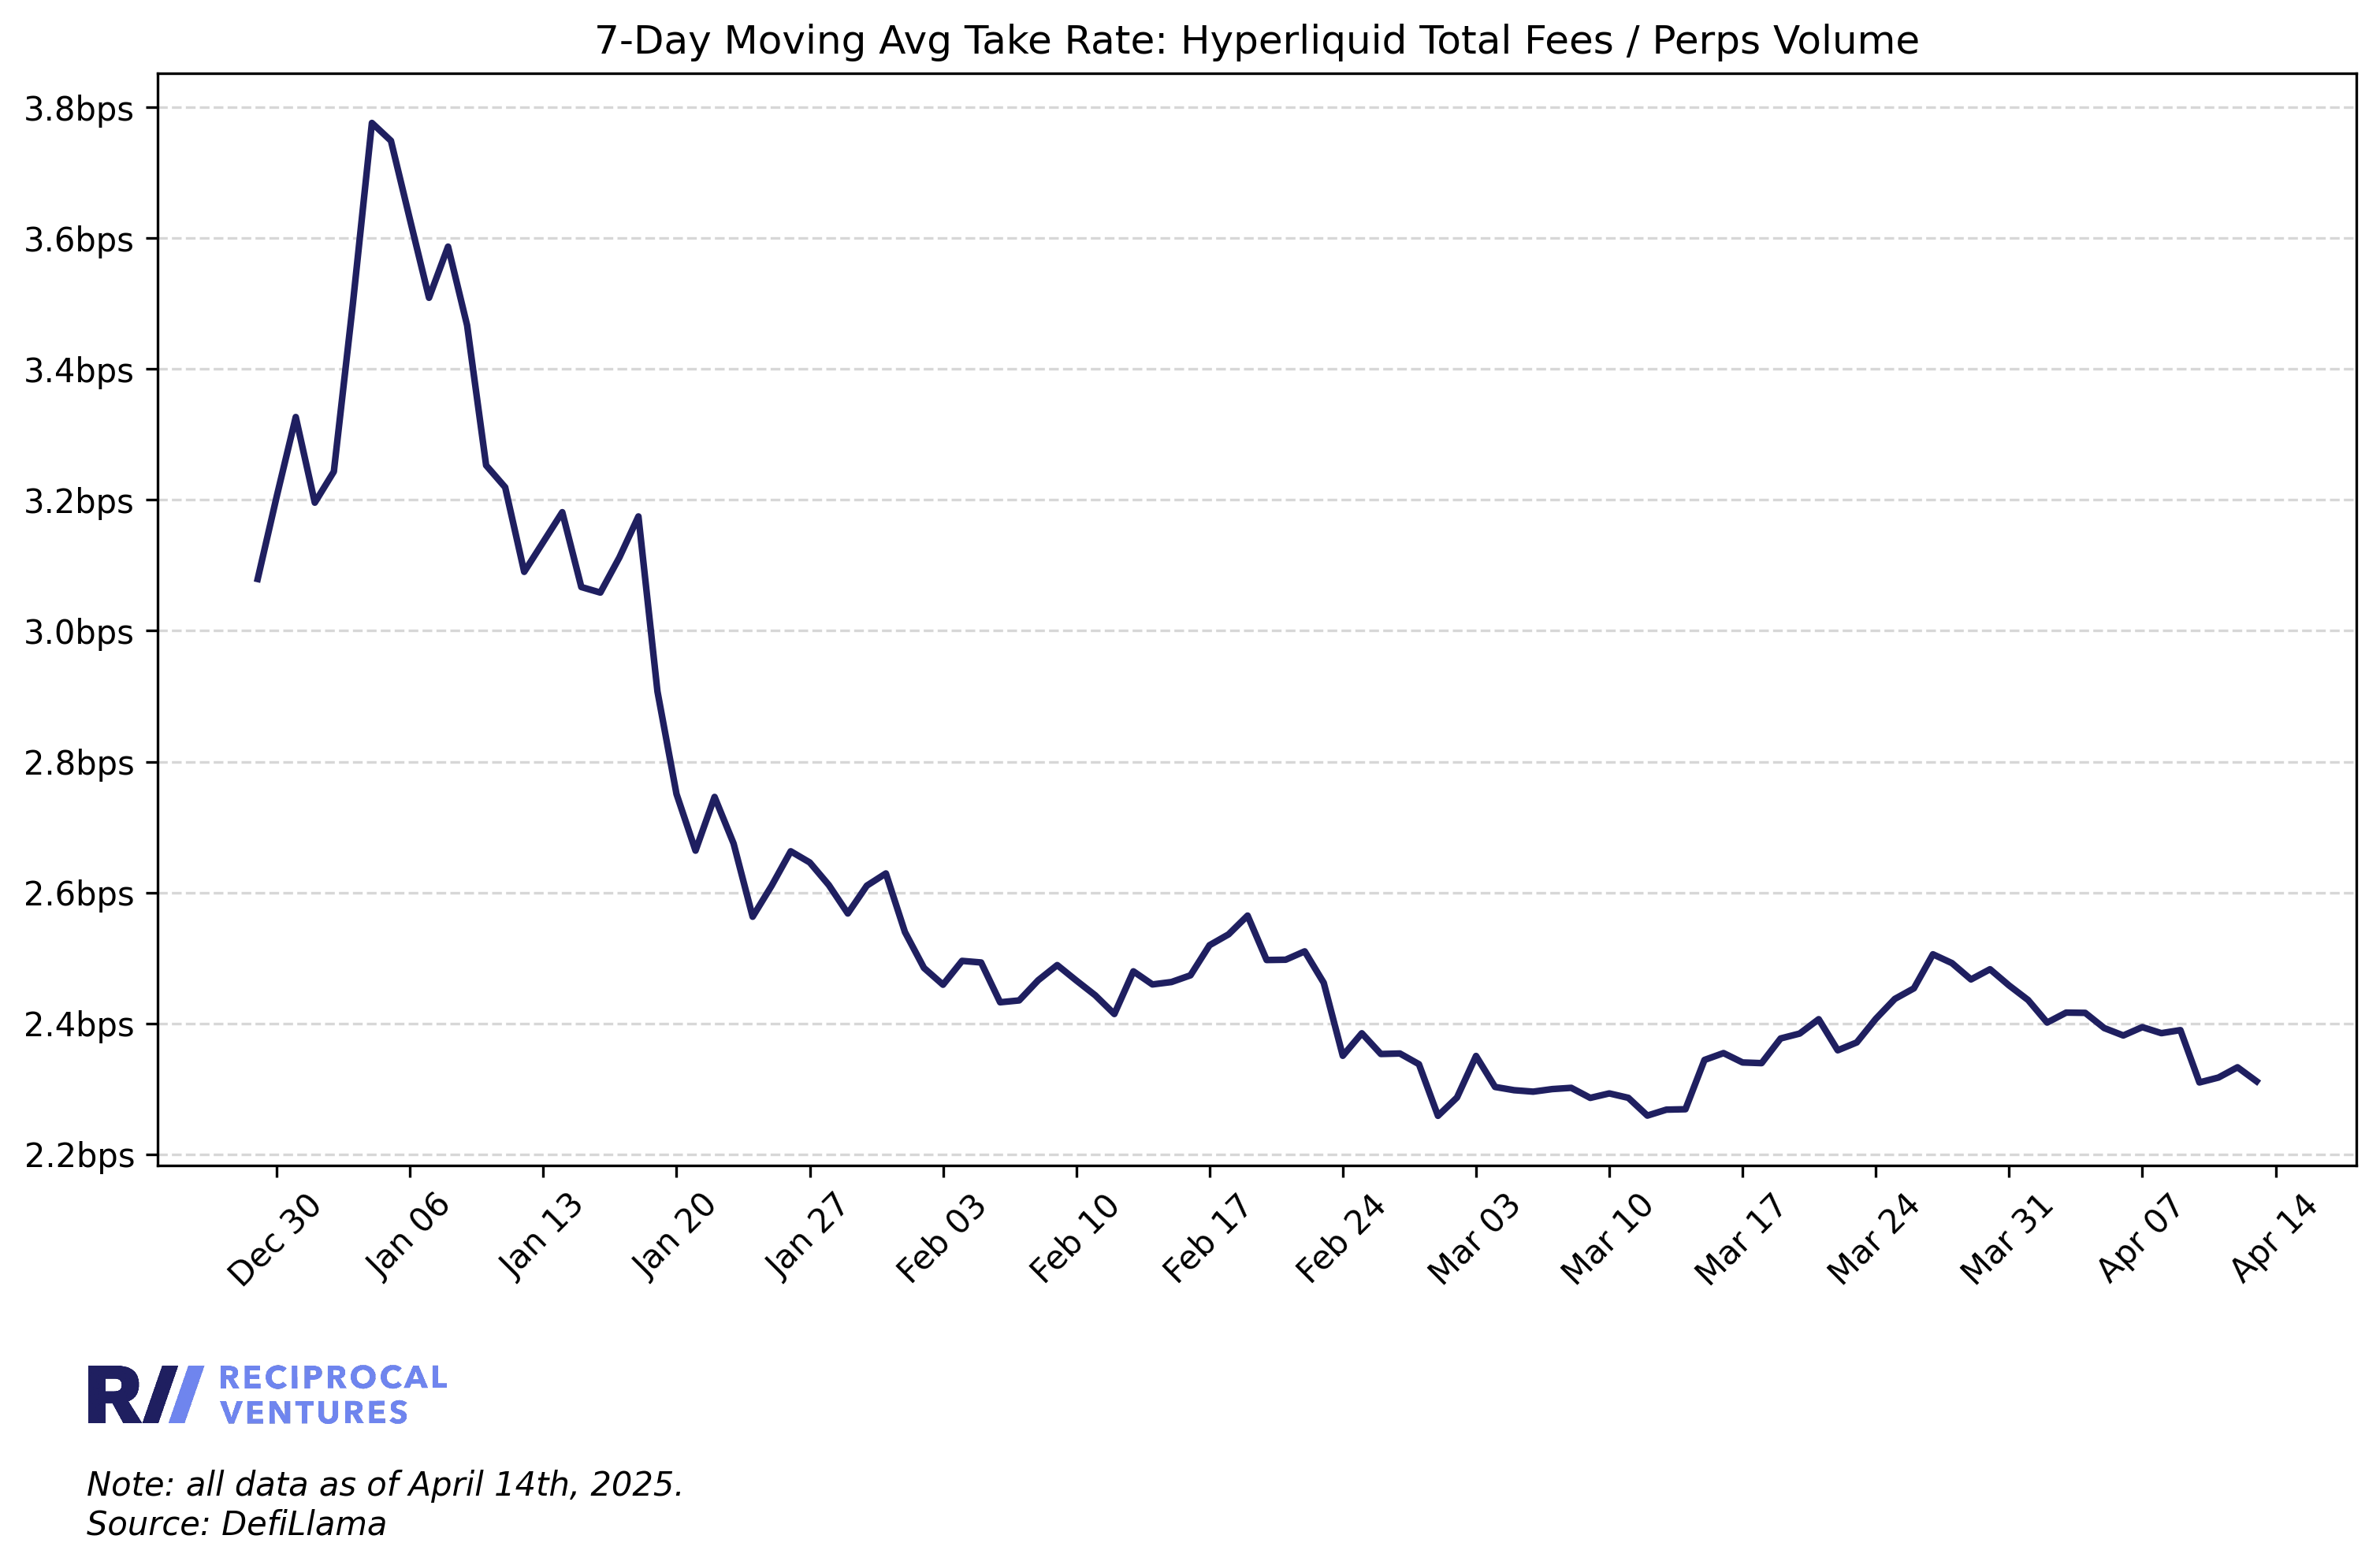 7-Day Moving Avg Take Rate: Hyperliquid Total Fees / Perps Volume
3.8bps
3.6bps
3.4bps
3.2bps
3.0bps
2.8bps
2.6bps
2.4bps
2.2bps
Dec 30
Jan 06
Jan 13
Jan 20
Jan 27
Feb 03
Feb 10
Feb 17
Feb 24
Mar 03
Mar 10
Mar 17
Mar 24
Mar 31
Apr 07
Apr 14
R//
RECIPROCAL
VENTURES
Note: all data as of April 14th, 2025.
Source: DefiLlama